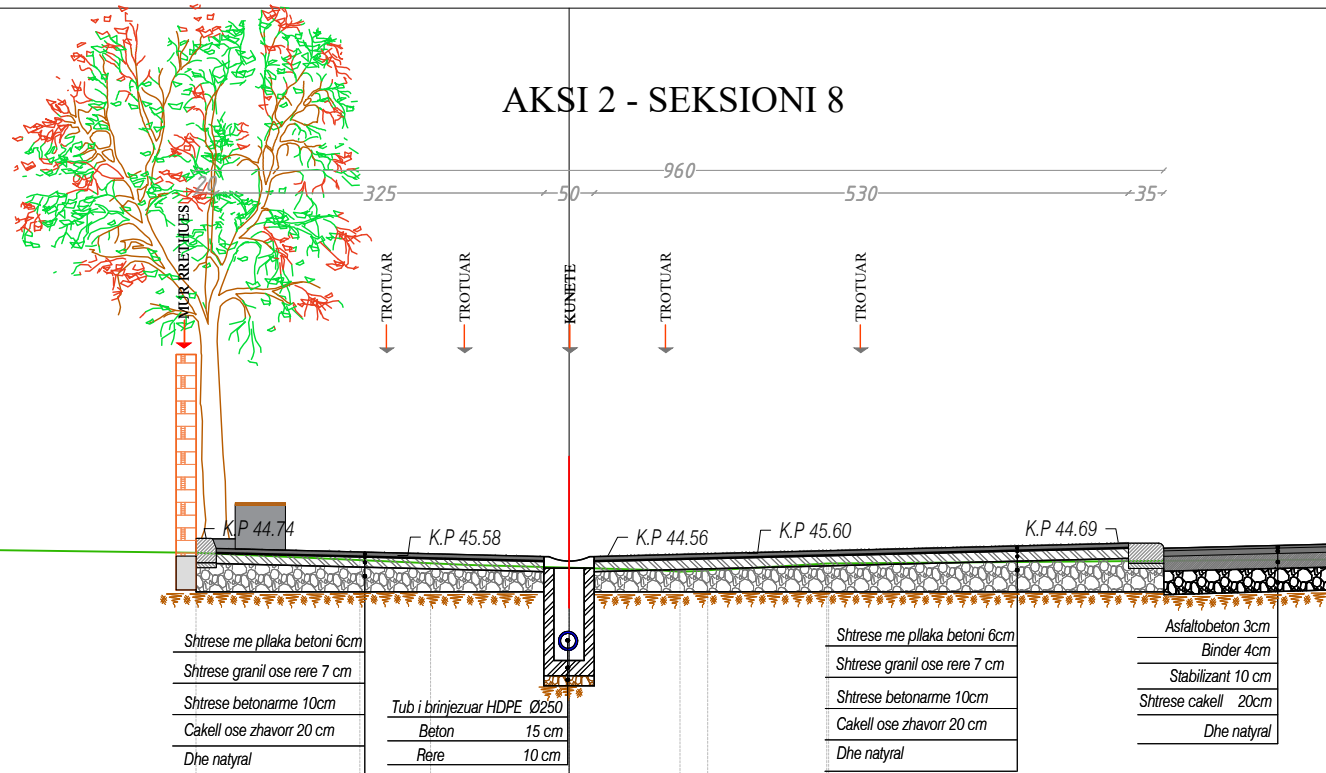 AKSI 2 - SEKSIONI 8
960
20
325
50
530
35
MUR RRETHUES
TROTUAR
TROTUAR
KUNETE
TROTUAR
TROTUAR
K.P 44.74
K.P 45.58
K.P 44.56
K.P 45.60
K.P 44.69
Shtrese me pllaka betoni 6cm
Shtrese granil ose rere 7 cm
Shtrese betonarme 10cm
Cakell ose zhavorr 20 cm
Dhe natyral
Tub i brinjezuar HDPE Ø250
Beton 15 cm
Rere 10 cm
Shtrese me pllaka betoni 6cm
Shtrese granil ose rere 7 cm
Shtrese betonarme 10cm
Cakell ose zhavorr 20 cm
Dhe natyral
Asfaltobeton 3cm
Binder 4cm
Stabilizant 10 cm
Shtrese cakell 20cm
Dhe natyral